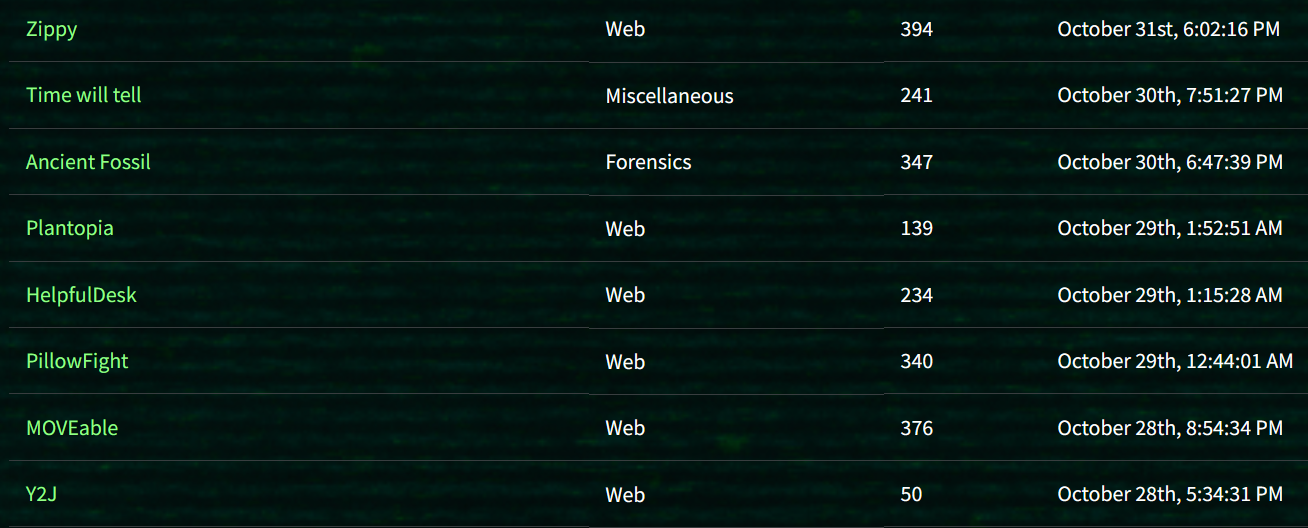 Zippy Web 394 October 31st, 6:02:16 PM
Time will tell Miscellaneous 241 October 30th, 7:51:27 PM
Ancient Fossil Forensics 347 October 30th, 6:47:39 PM
Plantopia Web 139 October 29th, 1:52:51 AM
HelpfulDesk Web 234 October 29th, 1:15:28 AM
PillowFight Web 340 October 29th, 12:44:01 AM
MOVEable Web 376 October 28th, 8:54:34 PM
Y2J Web 50 October 28th, 5:34:31 PM